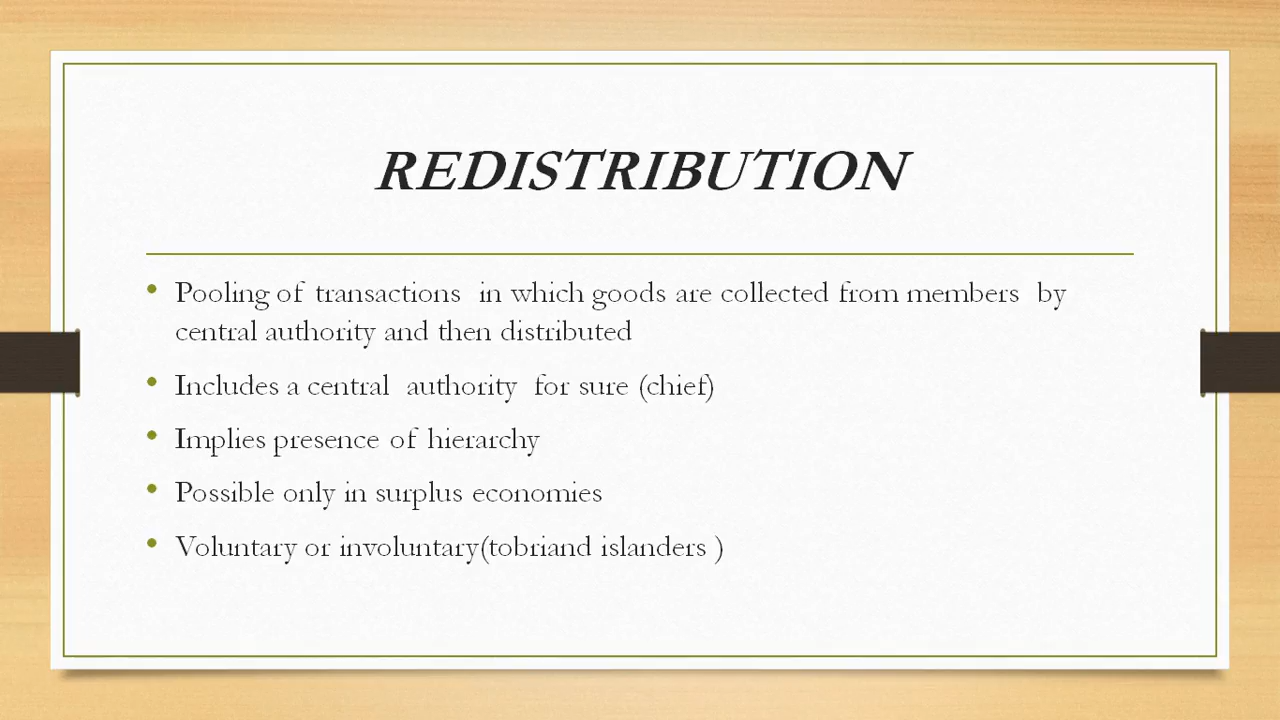 REDISTRIBUTION
• Pooling of transactions in which goods are collected from members by
central authority and then distributed
• Includes a central authority for sure (chief)
• Implies presence of hierarchy
• Possible only in surplus economies
• Voluntary or involuntary(tobriand islanders )